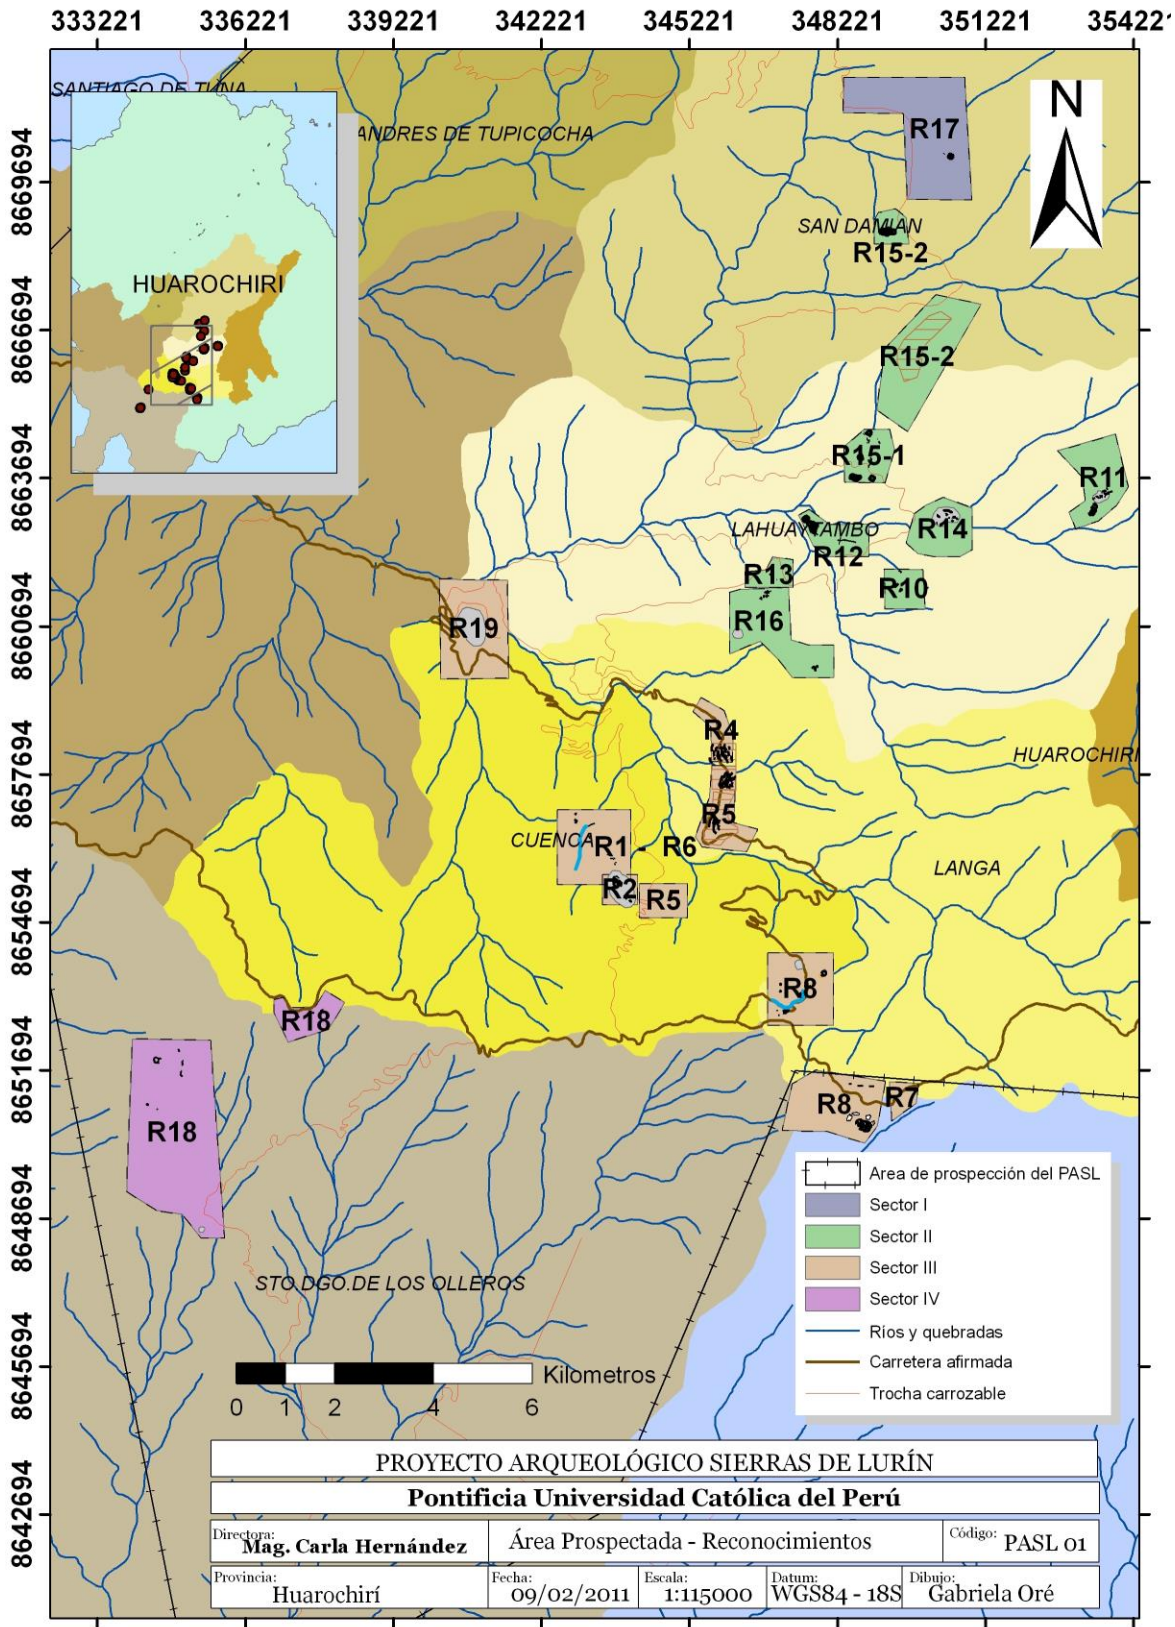 333221 336221 339221 342221 345221 348221 351221 354221
SANTIAGO DE TUNA
ANDRES DE TUPICOCHA
N
R17
8669694
SAN DAMIAN
R15-2
HUAROCHIRI
8666694
R15-2
R15-1
8663694
R11
LAHUAYTAMBO
R14
R12
R13
R10
8660694
R19
R16
R4
8657694
HUAROCHIRI
R5
CUENCA
R1
R6
LANGA
R2
R5
8654694
R8
R18
8651694
R8
R7
R18
Area de prospección del PASL
Sector I
8648694
Sector II
Sector III
STO.DGO.DE LOS OLLEROS
Sector IV
Ríos y quebradas
8645694
Carretera afirmada
Kilometros
Trocha carrozable
0 1 2 4 6
PROYECTO ARQUEOLÓGICO SIERRAS DE LURÍN
Pontificia Universidad Católica del Perú
8642694
Directora: Mag. Carla Hernández
Área Prospectada - Reconocimientos
Código: PASL 01
Provincia: Huarochirí
Fecha: 09/02/2011
Escala: 1:115000
Datum: WGS84 - 18S
Dibujo: Gabriela Oré